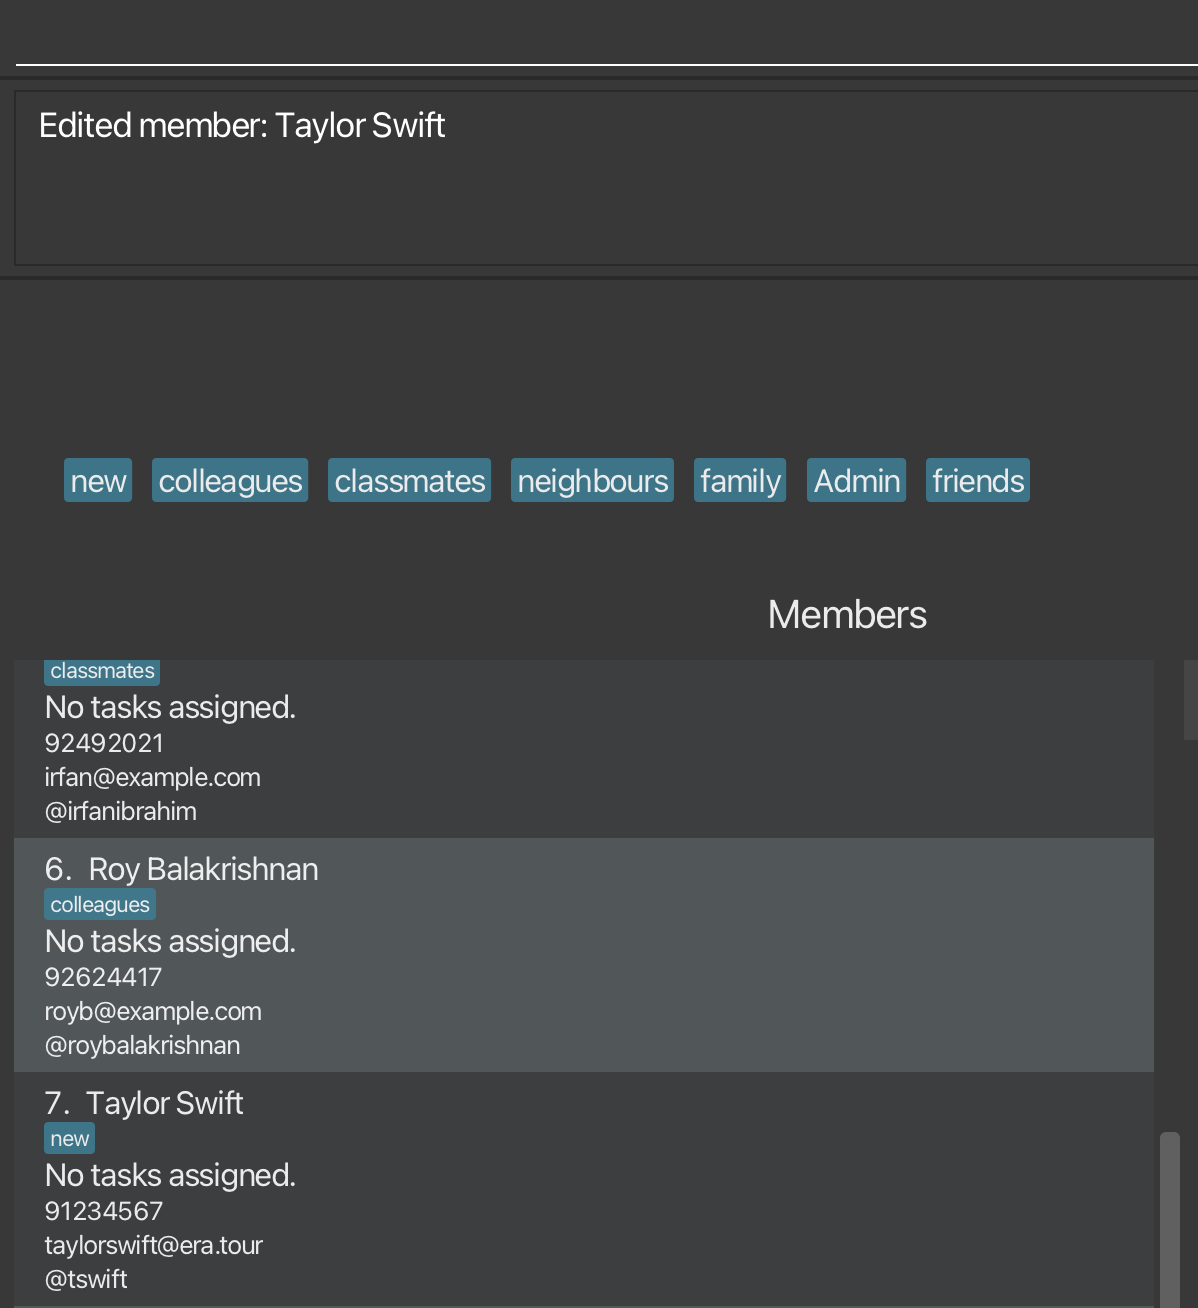 Edited member: Taylor Swift
new colleagues classmates neighbours family Admin friends
Members
classmates
No tasks assigned.
92492021
irfan@example.com
@irfanibrahim
6. Roy Balakrishnan
colleagues
No tasks assigned.
92624417
royb@example.com
@roybalakrishnan
7. Taylor Swift
new
No tasks assigned.
91234567
taylorswift@era.tour
@tswift